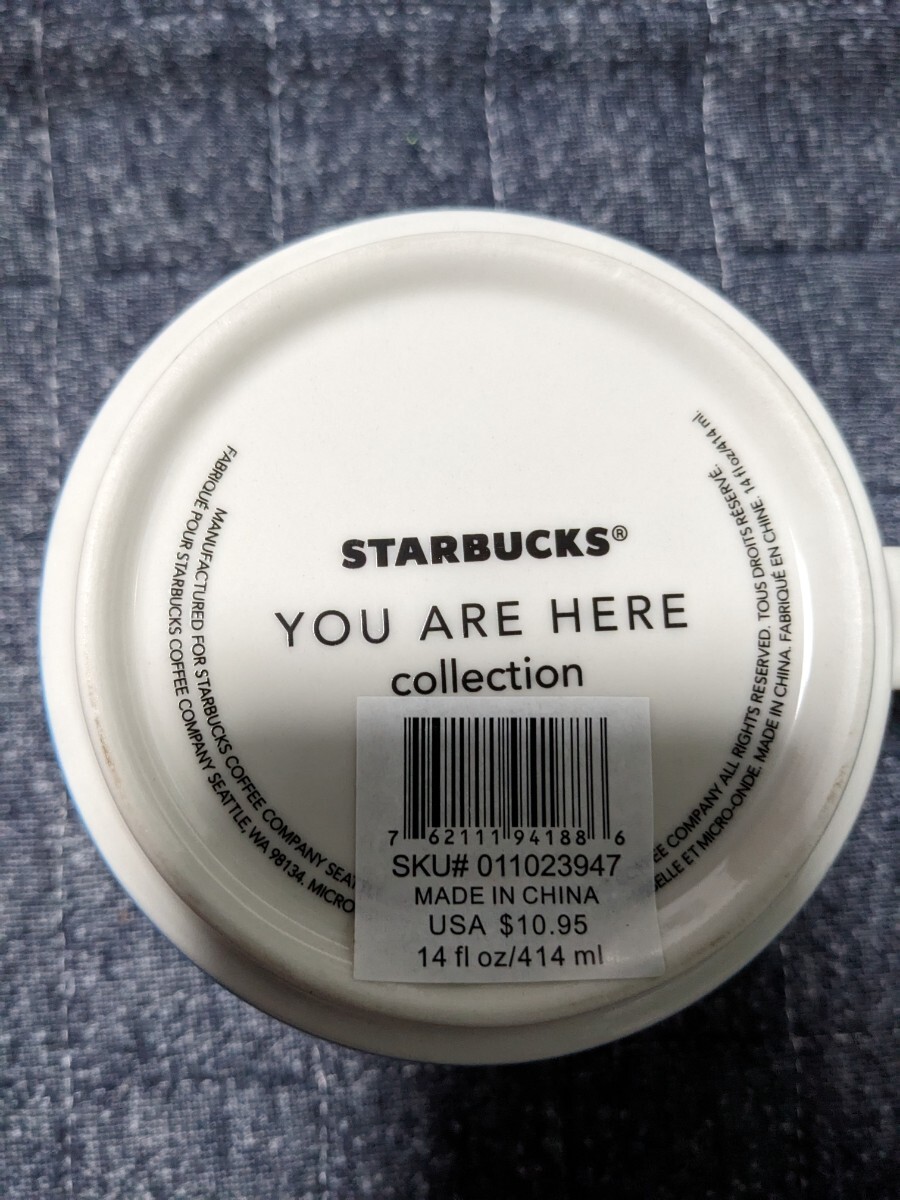 STARBUCKS®
YOU ARE HERE
collection
7 62111 94188 6
SKU# 011023947
MADE IN CHINA
USA $10.95
14 fl oz/414 ml
MANUFACTURED FOR STARBUCKS COFFEE COMPANY
FABRIQUÉ POUR STARBUCKS COFFEE COMPANY SEATTLE, WA 98134. MICRO
COMPANY ALL RIGHTS RESERVED. TOUS DROITS RÉSERVÉ.
ET MICRO-ONDE. MADE IN CHINA. FABRIQUÉ EN CHINE. 14 fl oz/414 ml.